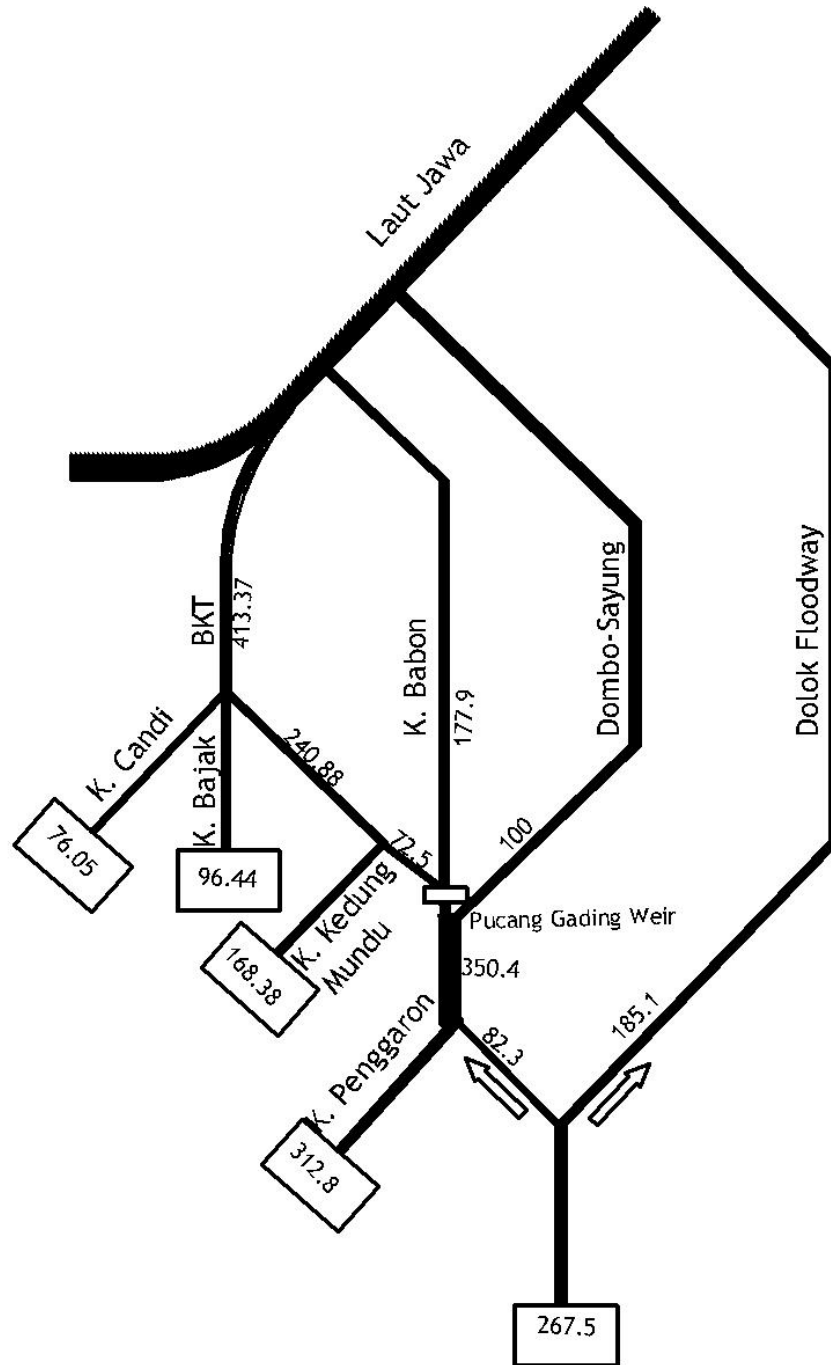 Laut Jawa
BKT
413.37
K. Babon
177.9
Dombo-Sayung
Dolok Floodway
K. Candi
76.05
K. Bajak
96.44
240.88
72.5
100
K. Kedung
Mundu
168.38
Pucang Gading Weir
350.4
K. Penggaron
312.8
82.3
185.1
267.5